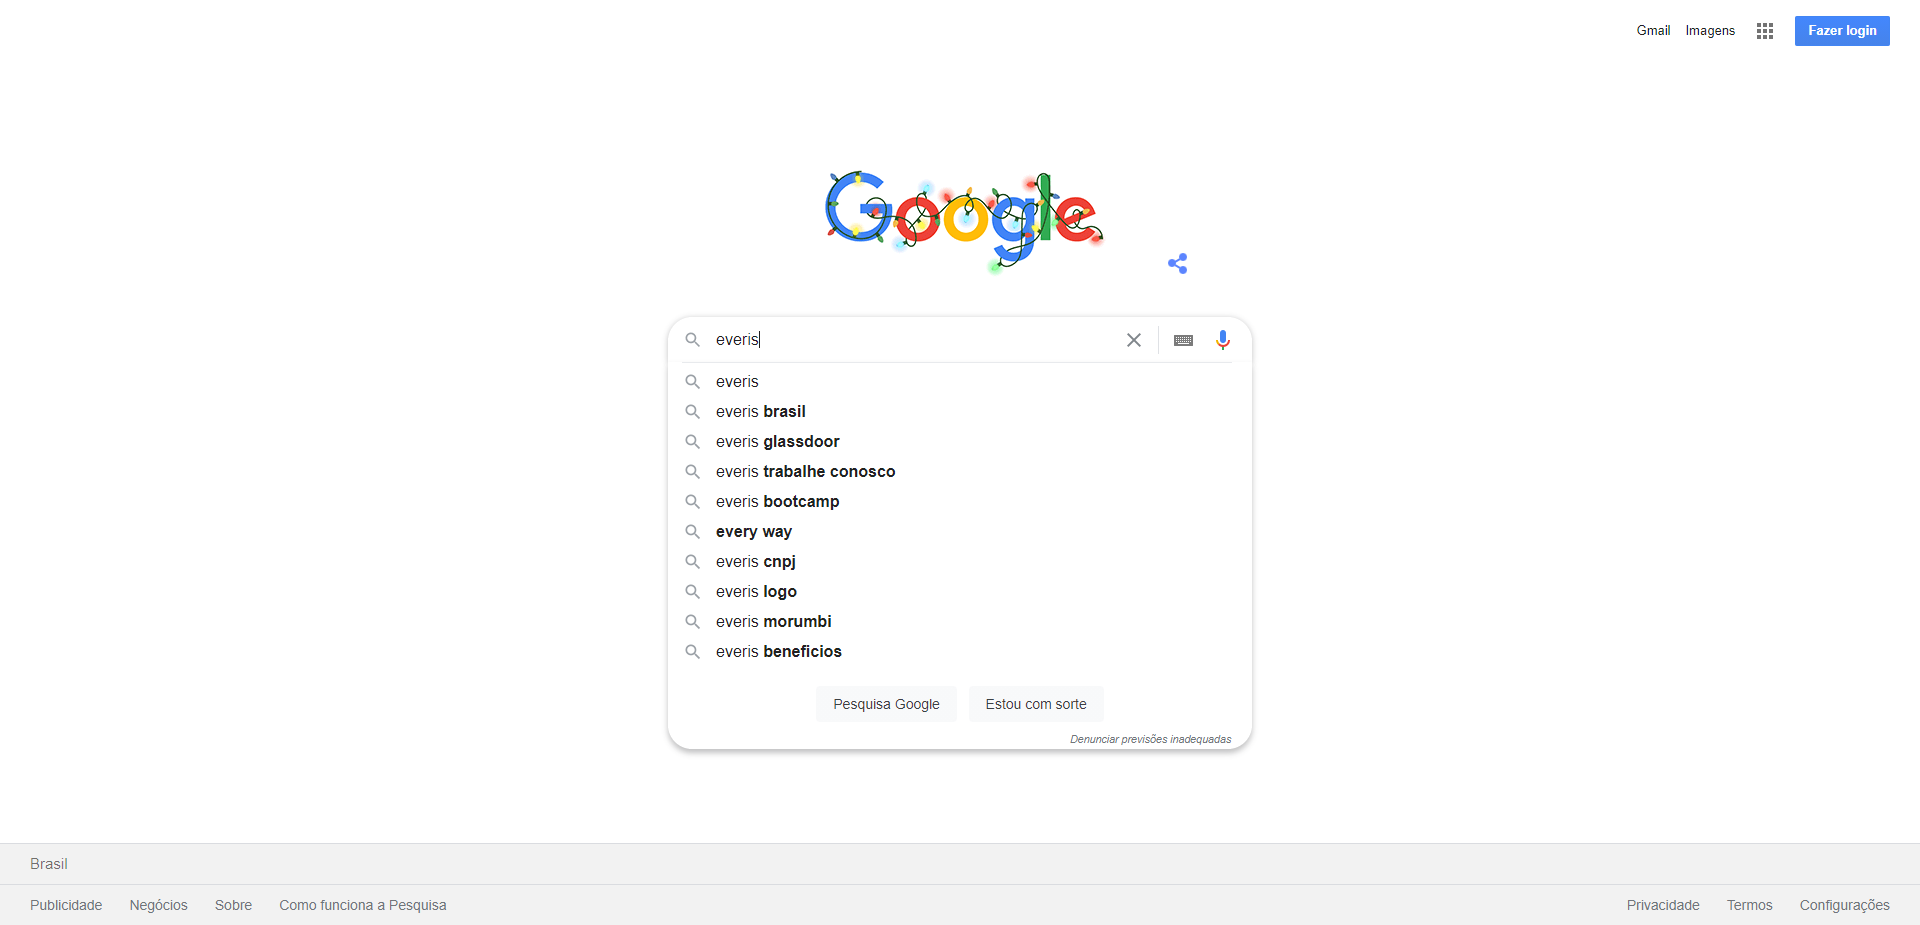 Gmail Imagens Fazer login
Google
everis
everis
everis brasil
everis glassdoor
everis trabalhe conosco
everis bootcamp
every way
everis cnpj
everis logo
everis morumbi
everis beneficios
Pesquisa Google Estou com sorte
Denunciar previsões inadequadas
Brasil
Publicidade Negócios Sobre Como funciona a Pesquisa Privacidade Termos Configurações